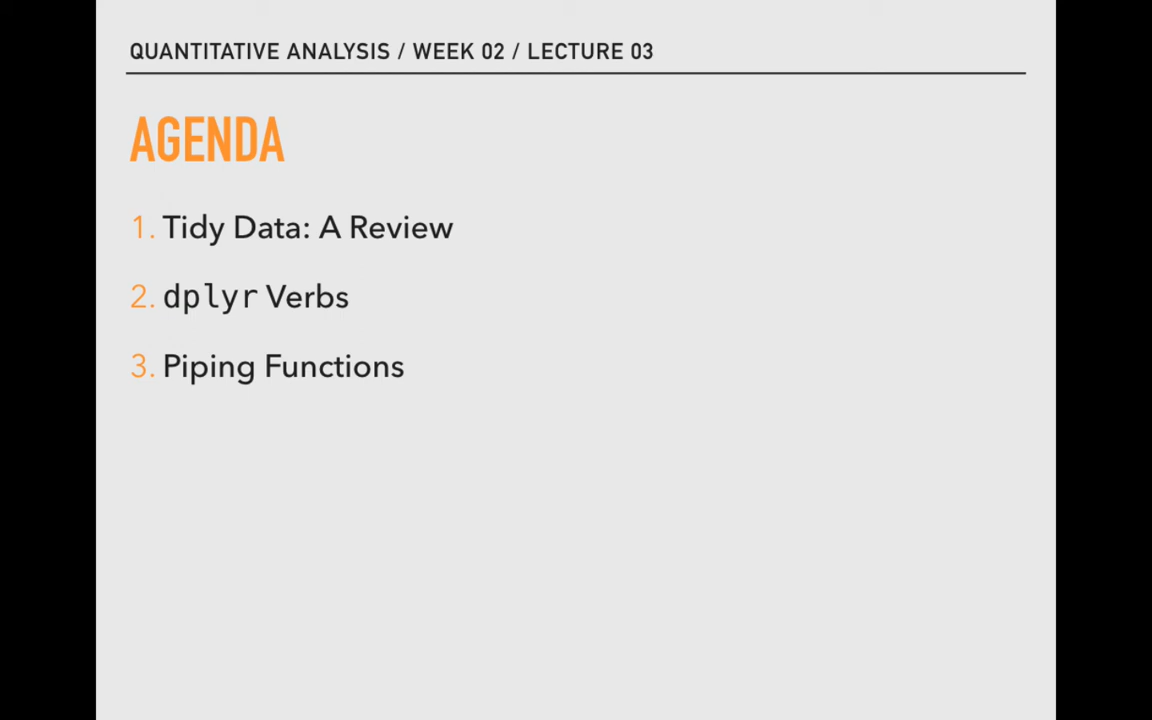 QUANTITATIVE ANALYSIS / WEEK 02 / LECTURE 03
AGENDA
1. Tidy Data: A Review
2. dplyr Verbs
3. Piping Functions